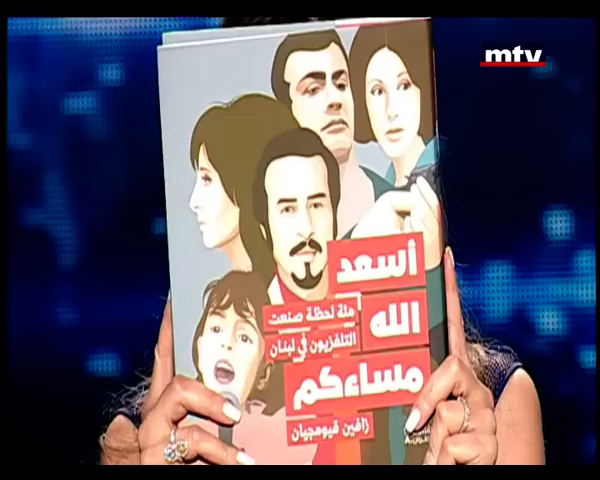 mtv
أسعد
الله
مساءكم
مئة لحظة صنعت
التلفزيون في لبنان
زافين قيومجيان